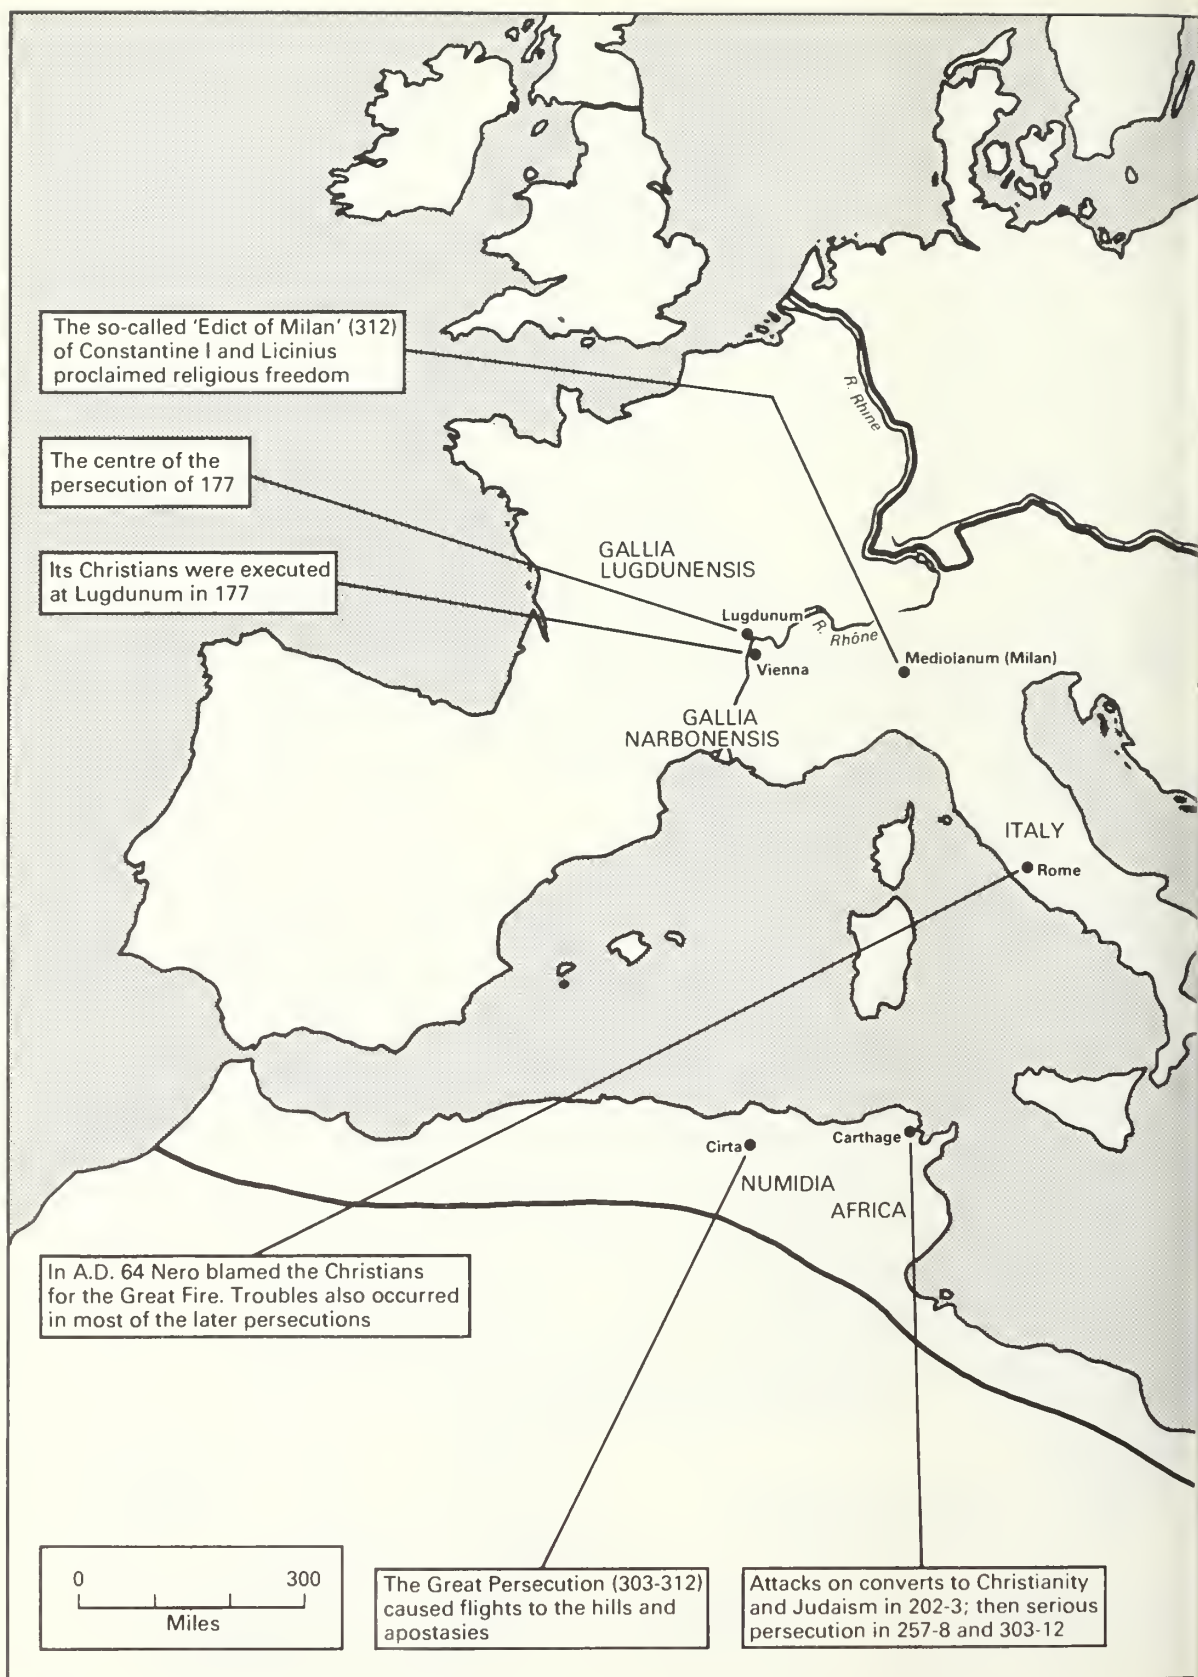 The so-called 'Edict of Milan' (312)
of Constantine I and Licinius
proclaimed religious freedom
R. Rhine
The centre of the
persecution of 177
Its Christians were executed
at Lugdunum in 177
GALLIA
LUGDUNENSIS
Lugdunum
R. Rhône
Vienna
Mediolanum (Milan)
GALLIA
NARBONENSIS
ITALY
Rome
Cirta
Carthage
NUMIDIA
AFRICA
In A.D. 64 Nero blamed the Christians
for the Great Fire. Troubles also occurred
in most of the later persecutions
0 300
Miles
The Great Persecution (303-312)
caused flights to the hills and
apostasies
Attacks on converts to Christianity
and Judaism in 202-3; then serious
persecution in 257-8 and 303-12